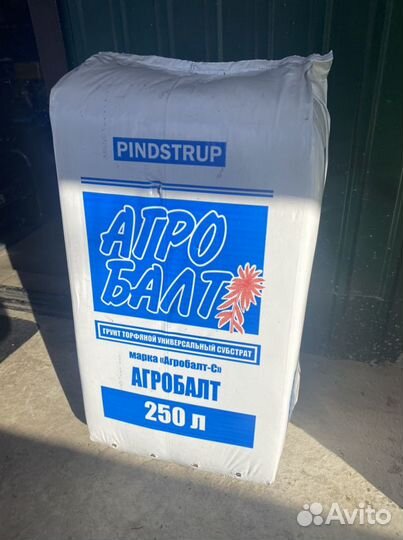 PINDSTRUP
АГРО
БАЛТ
ГРУНТ ТОРФЯНОЙ УНИВЕРСАЛЬНЫЙ СУБСТРАТ
марка «Агробалт-С»
АГРОБАЛТ
250 Л
Avito